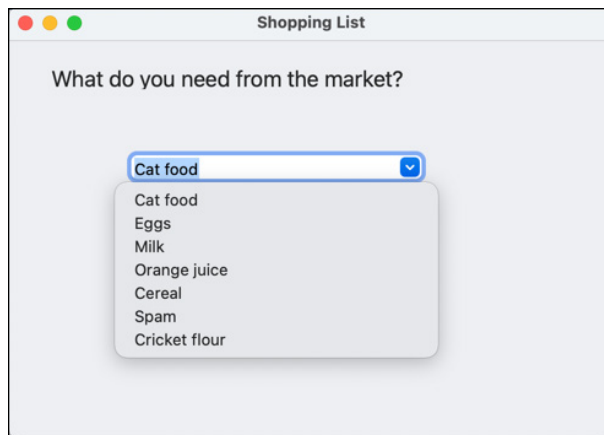 Shopping List
What do you need from the market?
Cat food
Cat food
Eggs
Milk
Orange juice
Cereal
Spam
Cricket flour